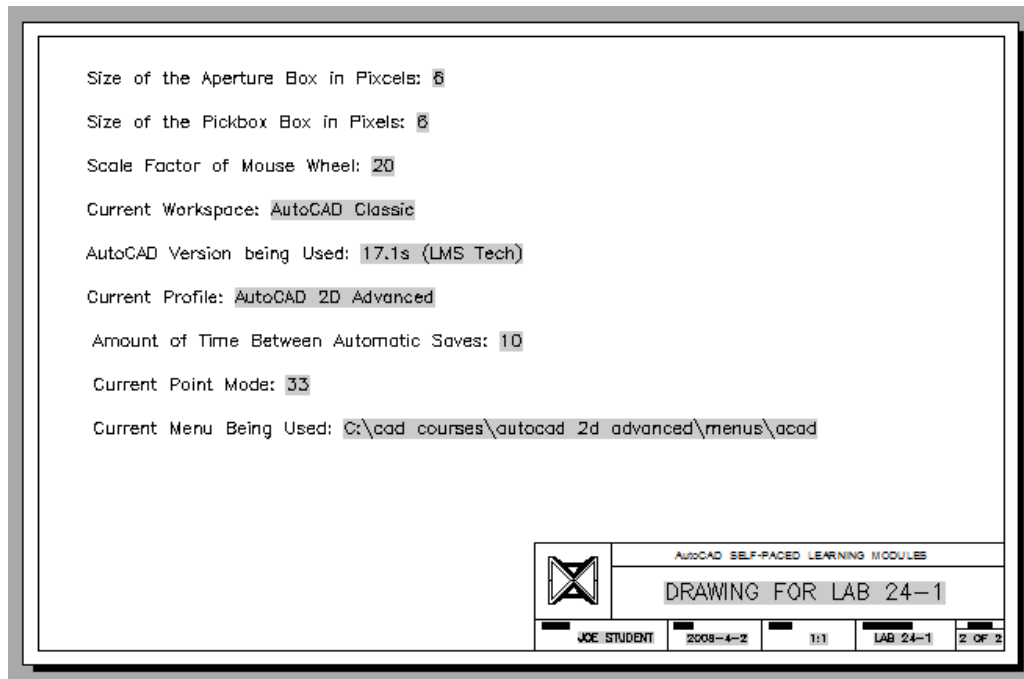 Size of the Aperture Box in Pixcels: 6
Size of the Pickbox Box in Pixels: 6
Scale Factor of Mouse Wheel: 20
Current Workspace: AutoCAD Classic
AutoCAD Version being Used: 17.1s (LMS Tech)
Current Profile: AutoCAD 2D Advanced
Amount of Time Between Automatic Saves: 10
Current Point Mode: 33
Current Menu Being Used: C:\cad courses\autocad 2d advanced\menus\acad
AutoCAD SELF-PACED LEARNING MODULES
DRAWING FOR LAB 24-1
JOE STUDENT 2008-4-2 1:1 LAB 24-1 2 OF 2